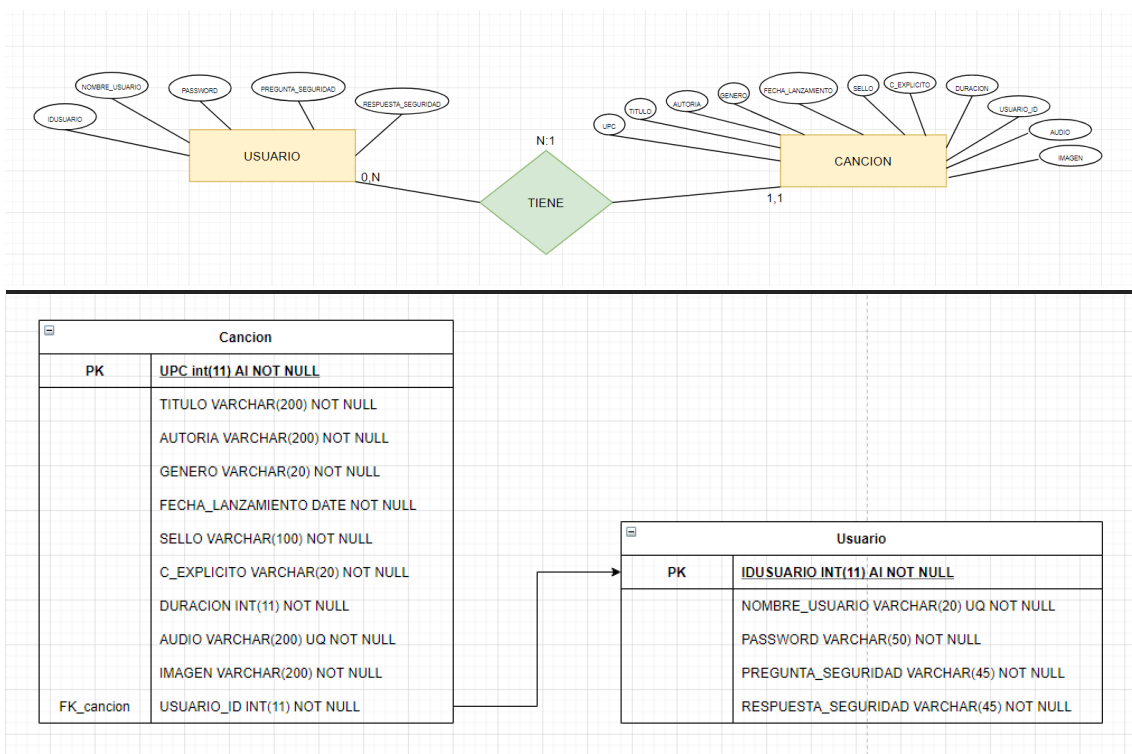 NOMBRE_USUARIO
PASSWORD
PREGUNTA_SEGURIDAD
IDUSUARIO
RESPUESTA_SEGURIDAD
USUARIO
0,N
N:1
TIENE
UPC
TITULO
AUTORIA
GENERO
FECHA_LANZAMIENTO
SELLO
C_EXPLICITO
DURACION
USUARIO_ID
AUDIO
IMAGEN
CANCION
1,1
Cancion
PK UPC int(11) AI NOT NULL
TITULO VARCHAR(200) NOT NULL
AUTORIA VARCHAR(200) NOT NULL
GENERO VARCHAR(20) NOT NULL
FECHA_LANZAMIENTO DATE NOT NULL
SELLO VARCHAR(100) NOT NULL
C_EXPLICITO VARCHAR(20) NOT NULL
DURACION INT(11) NOT NULL
AUDIO VARCHAR(200) UQ NOT NULL
IMAGEN VARCHAR(200) NOT NULL
FK_cancion USUARIO_ID INT(11) NOT NULL
Usuario
PK IDUSUARIO INT(11) AI NOT NULL
NOMBRE_USUARIO VARCHAR(20) UQ NOT NULL
PASSWORD VARCHAR(50) NOT NULL
PREGUNTA_SEGURIDAD VARCHAR(45) NOT NULL
RESPUESTA_SEGURIDAD VARCHAR(45) NOT NULL